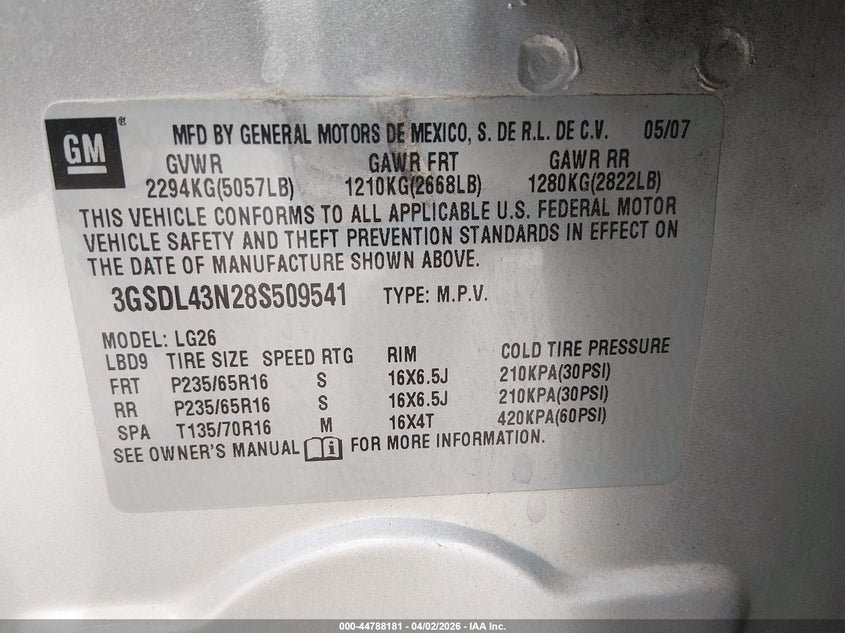 GM
MFD BY GENERAL MOTORS DE MEXICO, S. DE R.L. DE C.V. 05/07
GVWR GAWR FRT GAWR RR
2294KG(5057LB) 1210KG(2668LB) 1280KG(2822LB)
THIS VEHICLE CONFORMS TO ALL APPLICABLE U.S. FEDERAL MOTOR
VEHICLE SAFETY AND THEFT PREVENTION STANDARDS IN EFFECT ON
THE DATE OF MANUFACTURE SHOWN ABOVE.
3GSDL43N28S509541 TYPE: M.P.V.
MODEL: LG26
LBD9 TIRE SIZE SPEED RTG RIM COLD TIRE PRESSURE
FRT P235/65R16 S 16X6.5J 210KPA(30PSI)
RR P235/65R16 S 16X6.5J 210KPA(30PSI)
SPA T135/70R16 M 16X4T 420KPA(60PSI)
SEE OWNER'S MANUAL FOR MORE INFORMATION.
000-44788181 - 04/02/2026 - IAA Inc.